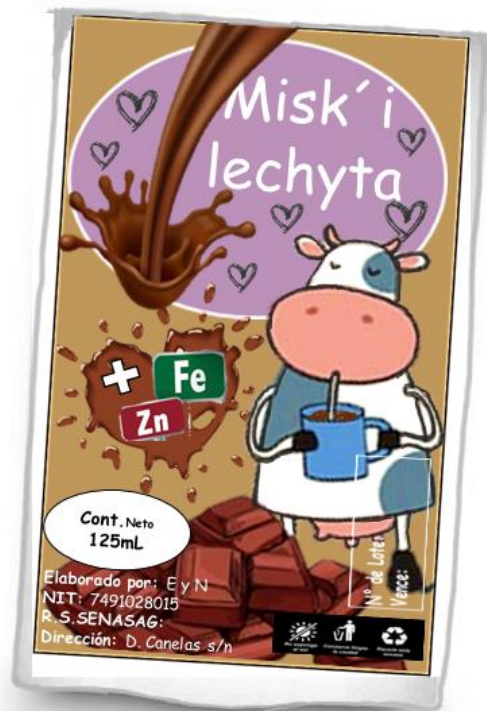 Misk´i
lechyta
+ Fe
Zn
Cont. Neto
125mL
Elaborado por: E y N
NIT: 7491028015
R.S.SENASAG:
Dirección: D. Canelas s/n
Nº de Lote:
Vence: